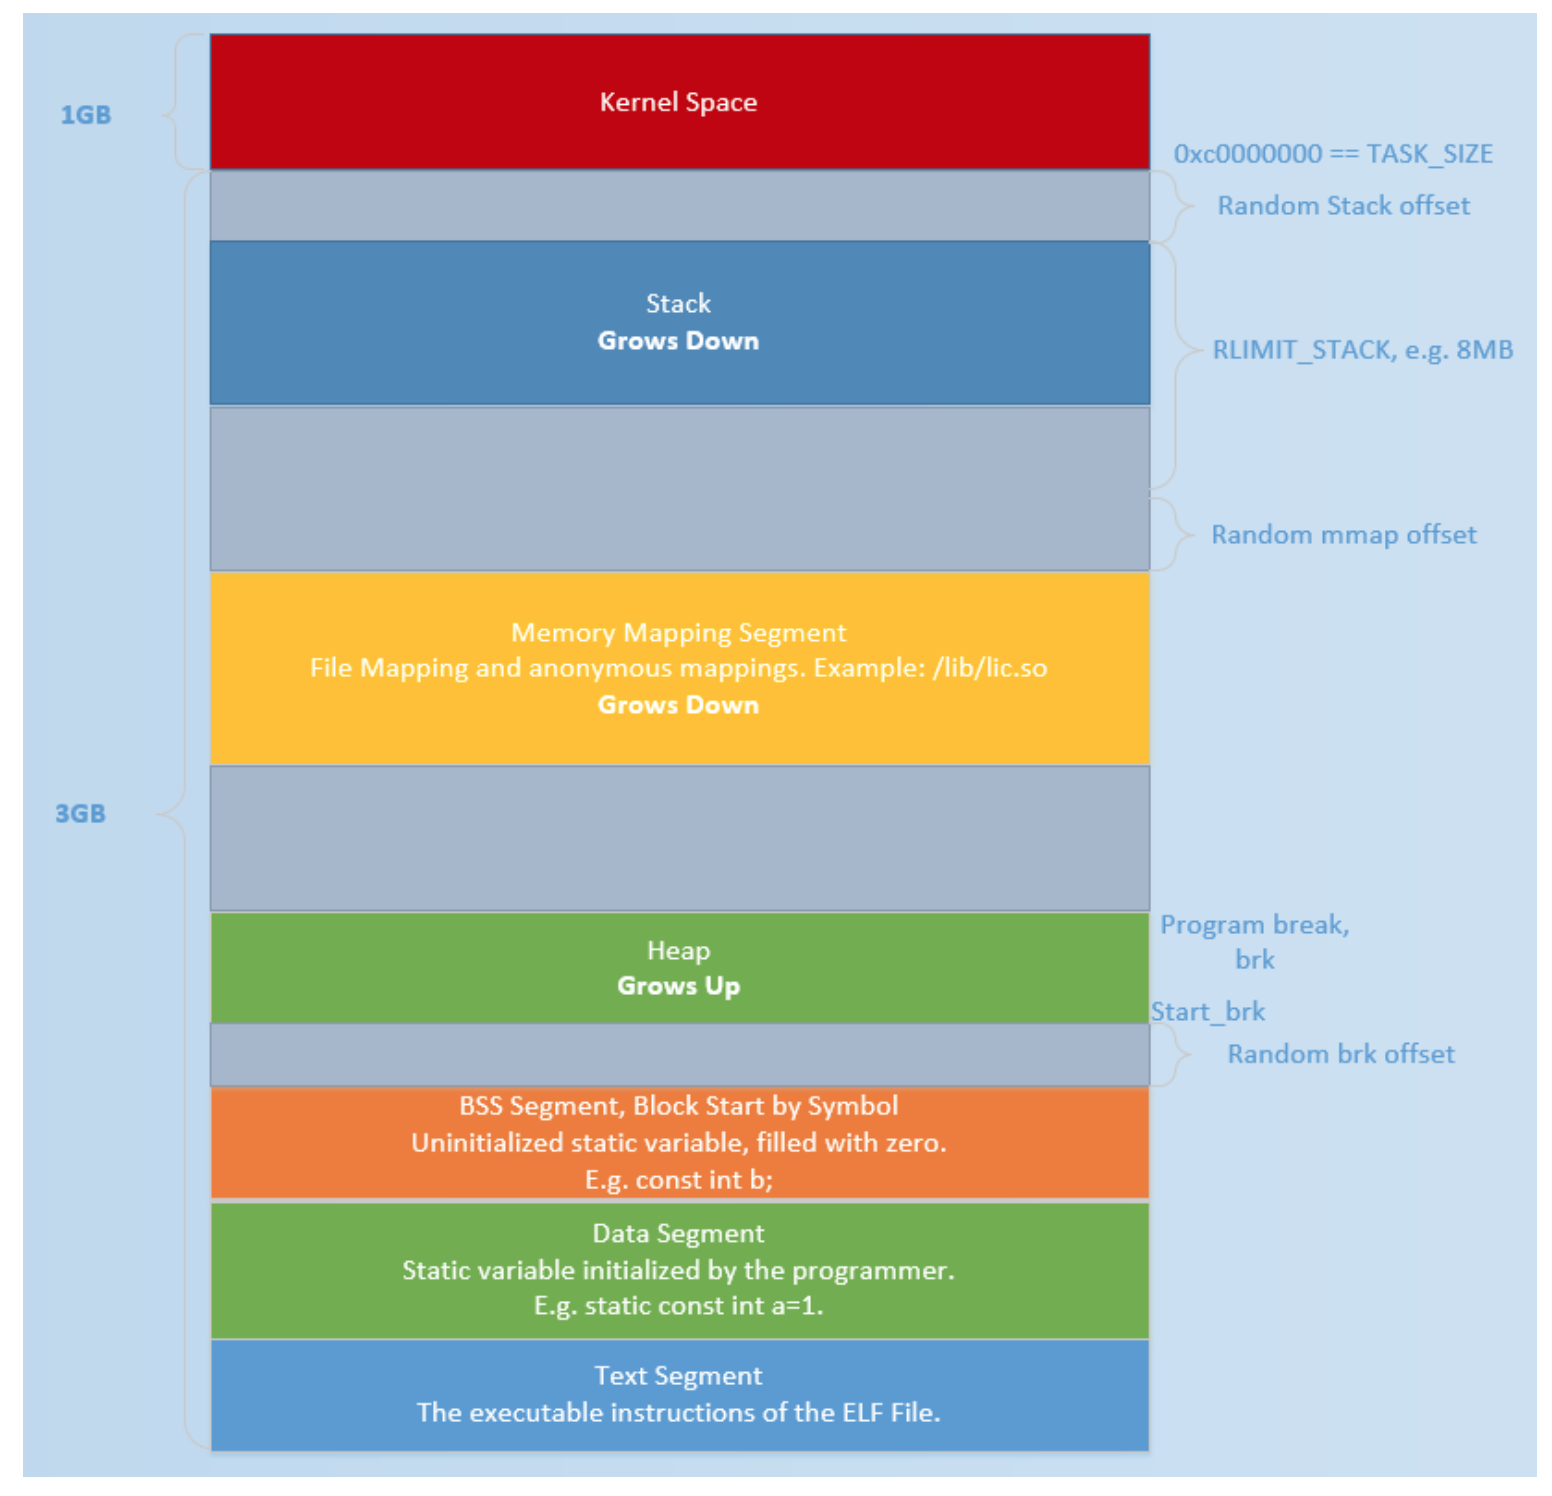 1GB
Kernel Space
0xc0000000 == TASK_SIZE
Random Stack offset
Stack
Grows Down
RLIMIT_STACK, e.g. 8MB
Random mmap offset
Memory Mapping Segment
File Mapping and anonymous mappings. Example: /lib/lic.so
Grows Down
3GB
Program break,
brk
Heap
Grows Up
Start_brk
Random brk offset
BSS Segment, Block Start by Symbol
Uninitialized static variable, filled with zero.
E.g. const int b;
Data Segment
Static variable initialized by the programmer.
E.g. static const int a=1.
Text Segment
The executable instructions of the ELF File.